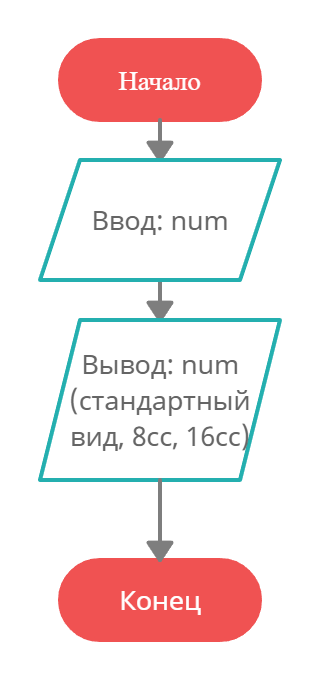 Начало
Ввод: num
Вывод: num
(стандартный
вид, 8сс, 16сс)
Конец